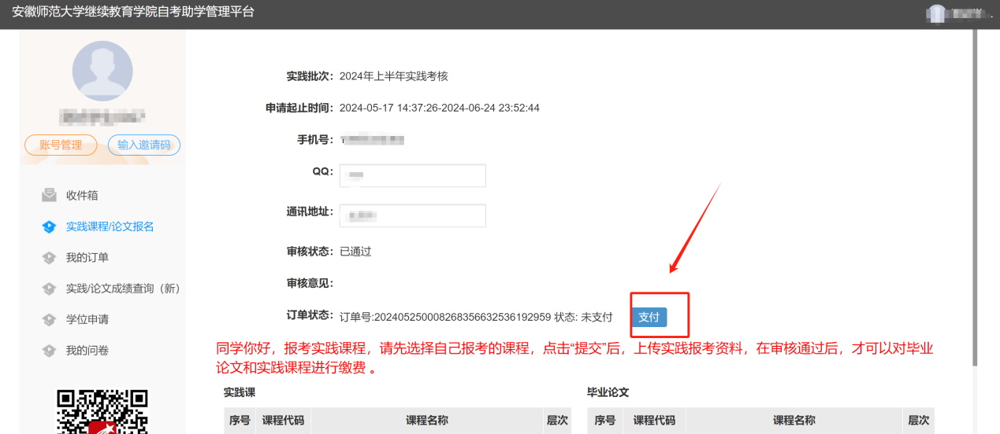 安徽师范大学继续教育学院自考助学管理平台
账号管理
输入邀请码
收件箱
实践课程/论文报名
我的订单
实践/论文成绩查询（新）
学位申请
我的问卷
实践批次: 2024年上半年实践考核
申请起止时间: 2024-05-17 14:37:26-2024-06-24 23:52:44
手机号:
QQ:
通讯地址:
审核状态: 已通过
审核意见:
订单状态: 订单号:20240525000826835663253​6192959 状态: 未支付 支付
同学你好，报考实践课程，请先选择自己报考的课程，点击“提交”后，上传实践报考资料，在审核通过后，才可以对毕业
论文和实践课程进行缴费 。
实践课
序号 课程代码 课程名称 层次
毕业论文
序号 课程代码 课程名称 层次